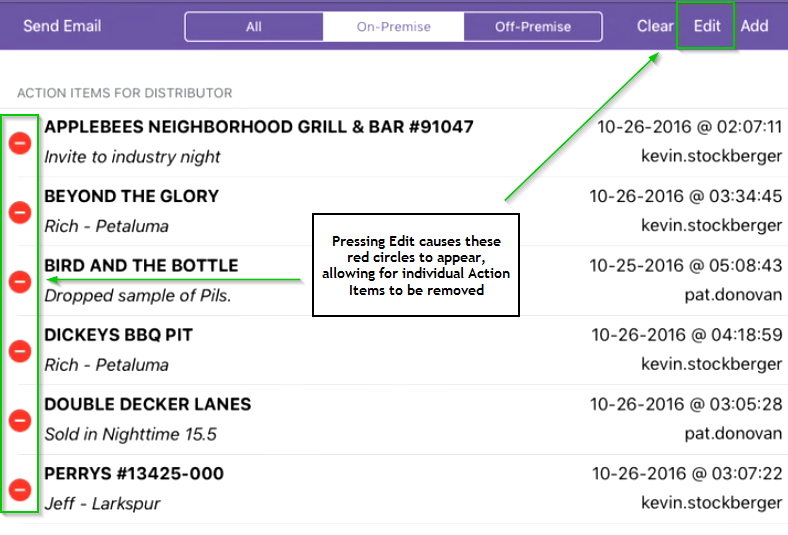 Send Email All On-Premise Off-Premise Clear Edit Add
ACTION ITEMS FOR DISTRIBUTOR
APPLEBEES NEIGHBORHOOD GRILL & BAR #91047 10-26-2016 @ 02:07:11
Invite to industry night kevin.stockberger
BEYOND THE GLORY 10-26-2016 @ 03:34:45
Rich - Petaluma kevin.stockberger
Pressing Edit causes these
red circles to appear,
allowing for individual Action
Items to be removed
BIRD AND THE BOTTLE 10-25-2016 @ 05:08:43
Dropped sample of Pils. pat.donovan
DICKEYS BBQ PIT 10-26-2016 @ 04:18:59
Rich - Petaluma kevin.stockberger
DOUBLE DECKER LANES 10-26-2016 @ 03:05:28
Sold in Nighttime 15.5 pat.donovan
PERRYS #13425-000 10-26-2016 @ 03:07:22
Jeff - Larkspur kevin.stockberger